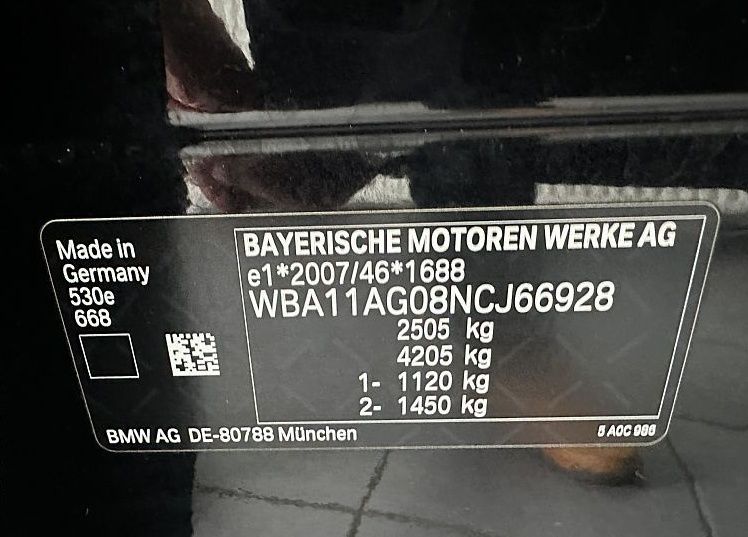 Made in
Germany
530e
668
BAYERISCHE MOTOREN WERKE AG
e1*2007/46*1688
WBA11AG08NCJ66928
2505 kg
4205 kg
1- 1120 kg
2- 1450 kg
BMW AG DE-80788 München
5 A0C 986